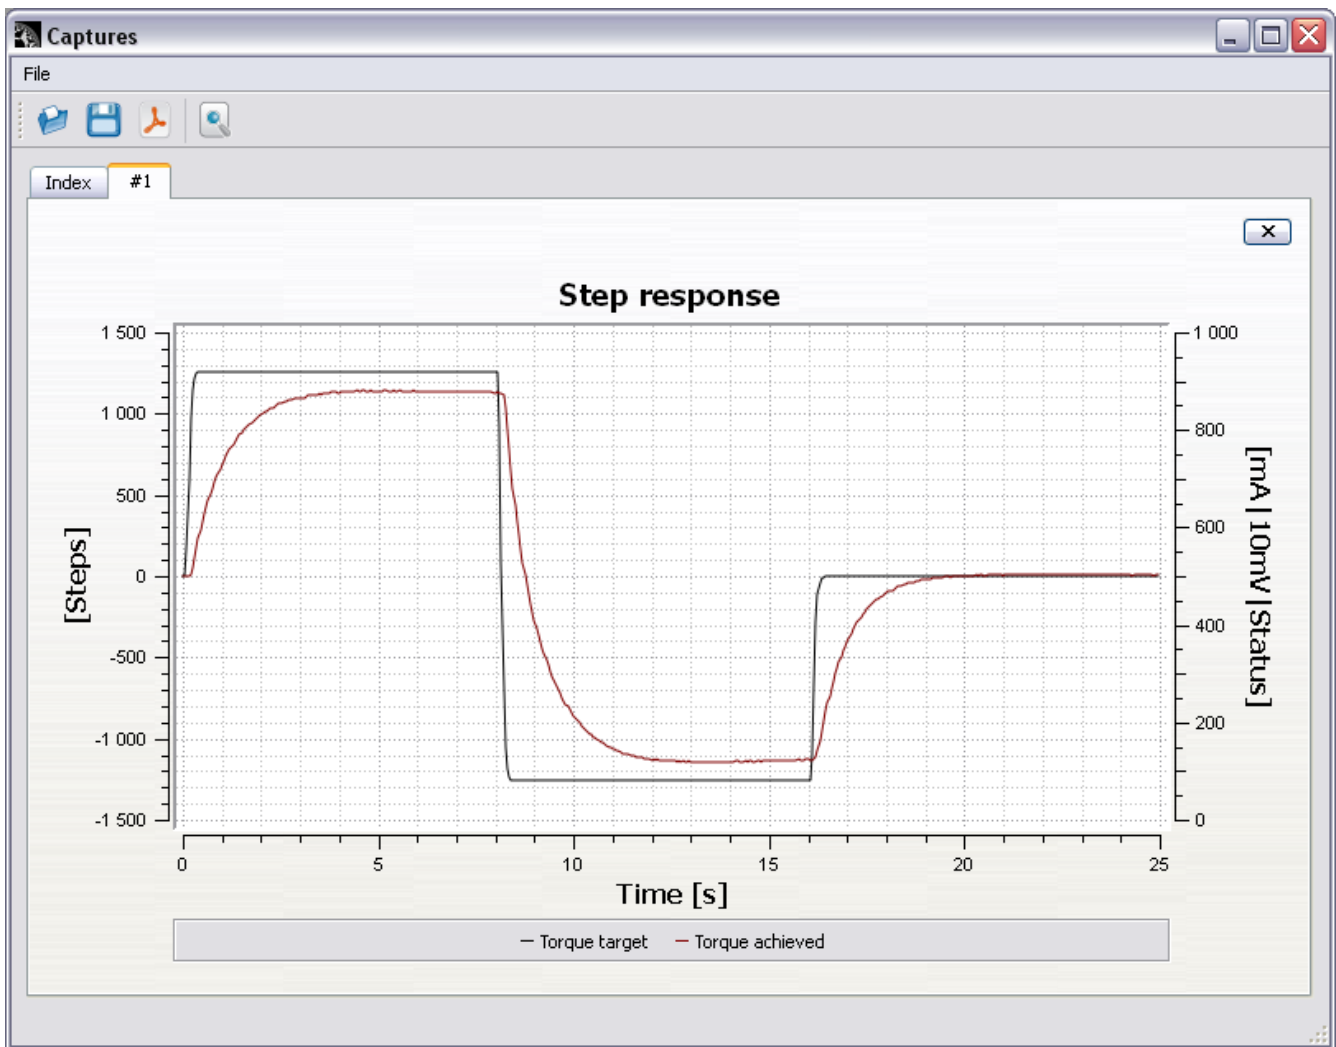 Captures
File
Index #1
Step response
1 500
1 000
500
0
-500
-1 000
-1 500
[Steps]
1 000
800
600
400
200
0
[mA|10mV|Status]
0 5 10 15 20 25
Time [s]
Torque target Torque achieved